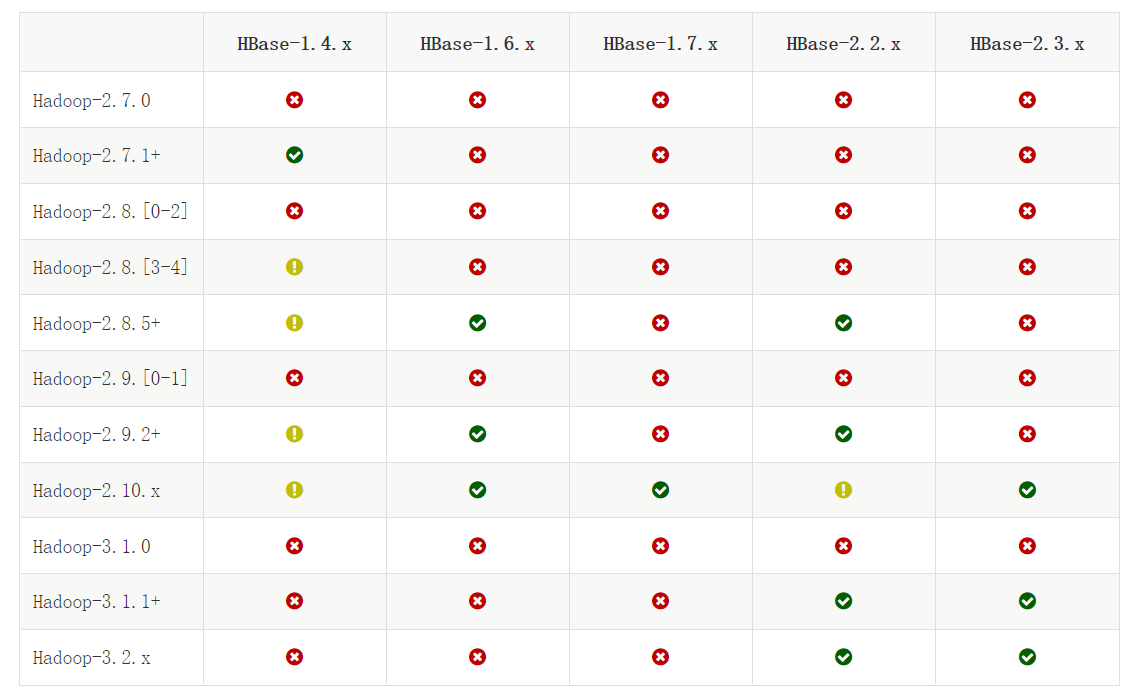 HBase-1.4.x HBase-1.6.x HBase-1.7.x HBase-2.2.x HBase-2.3.x
Hadoop-2.7.0
Hadoop-2.7.1+
Hadoop-2.8.[0-2]
Hadoop-2.8.[3-4]
Hadoop-2.8.5+
Hadoop-2.9.[0-1]
Hadoop-2.9.2+
Hadoop-2.10.x
Hadoop-3.1.0
Hadoop-3.1.1+
Hadoop-3.2.x